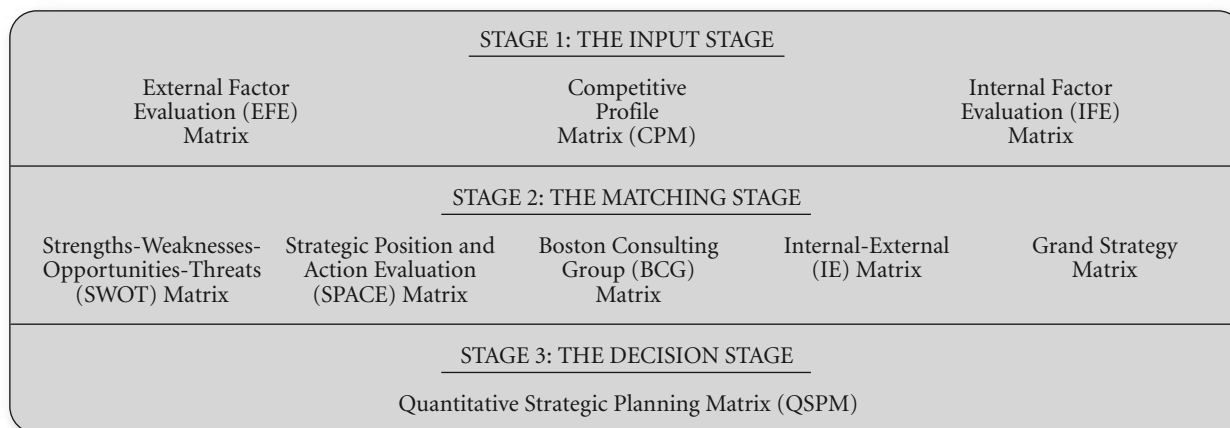 STAGE 1: THE INPUT STAGE
External Factor
Evaluation (EFE)
Matrix
Competitive
Profile
Matrix (CPM)
Internal Factor
Evaluation (IFE)
Matrix
STAGE 2: THE MATCHING STAGE
Strengths-Weaknesses-
Opportunities-Threats
(SWOT) Matrix
Strategic Position and
Action Evaluation
(SPACE) Matrix
Boston Consulting
Group (BCG)
Matrix
Internal-External
(IE) Matrix
Grand Strategy
Matrix
STAGE 3: THE DECISION STAGE
Quantitative Strategic Planning Matrix (QSPM)